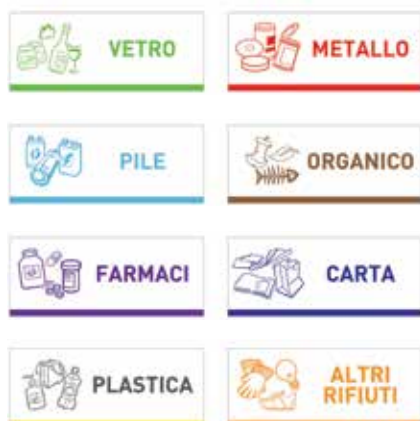 VETRO
METALLO
PILE
ORGANICO
FARMACI
CARTA
PLASTICA
ALTRI
RIFIUTI